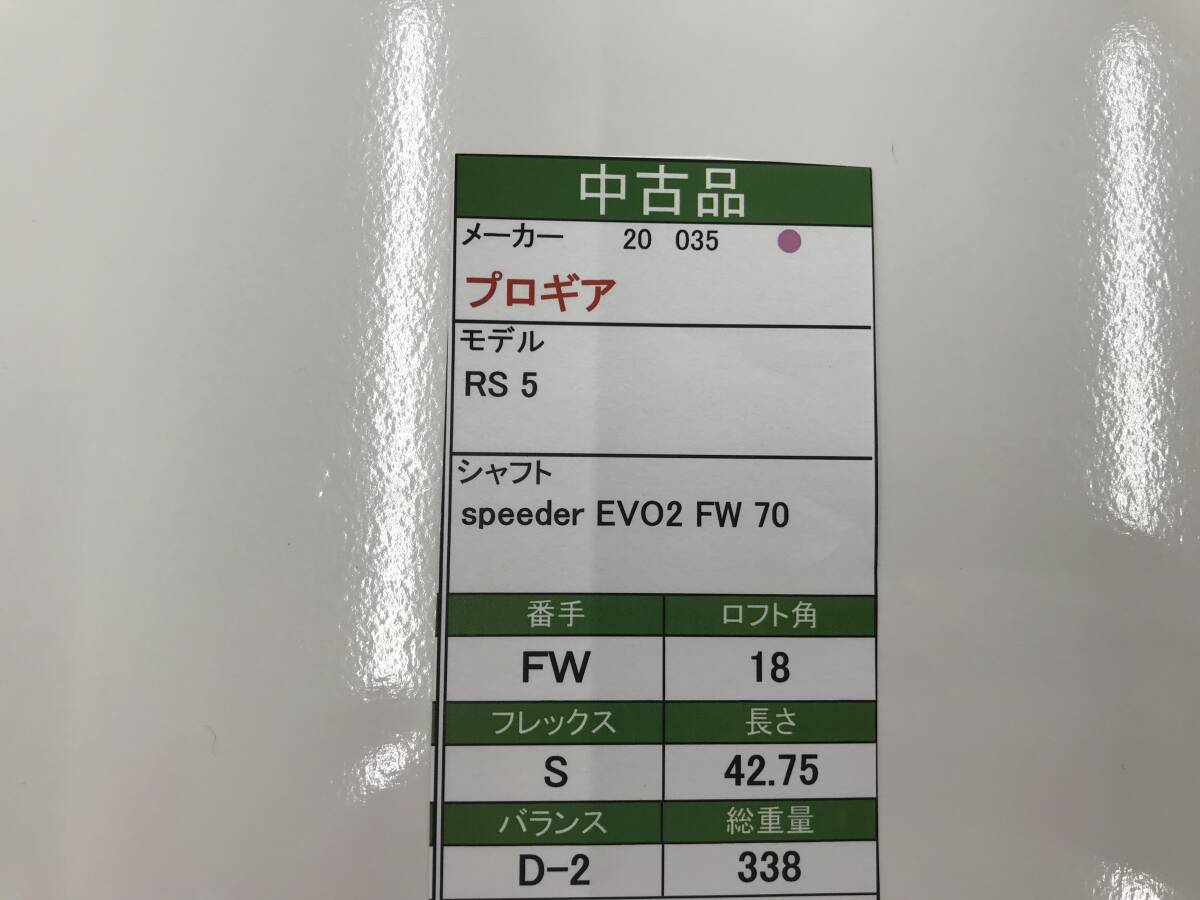 中古品
メーカー 20 035
プロギア
モデル
RS 5
シャフト
speeder EVO2 FW 70
番手 ロフト角
FW 18
フレックス 長さ
S 42.75
バランス 総重量
D-2 338